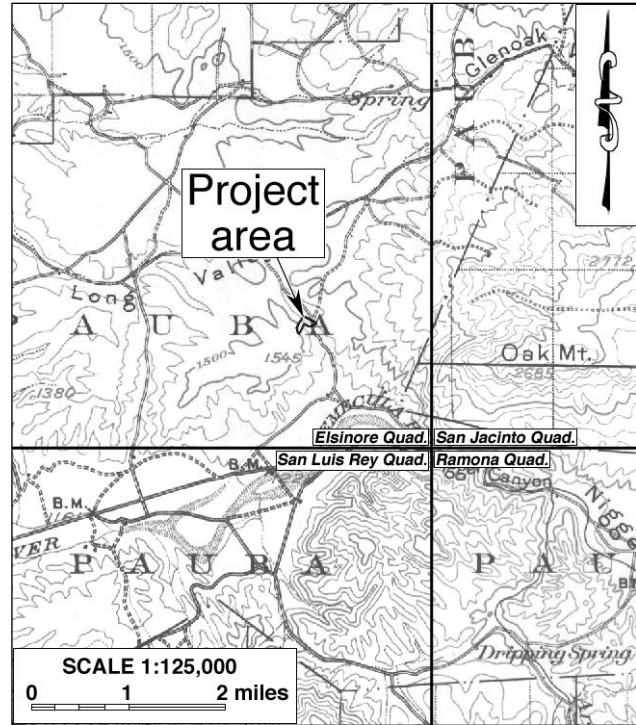 1500
Glenoak
Spring
P A U B
Project
area
2772
Long
P A U B A
1500
1545
Oak Mt.
2685
1380
Elsinore Quad.
San Jacinto Quad.
San Luis Rey Quad.
Ramona Quad.
B.M.
Canyon
B.M.
P A U B A
P A U
Dripping Spring
SCALE 1:125,000
0 1 2 miles